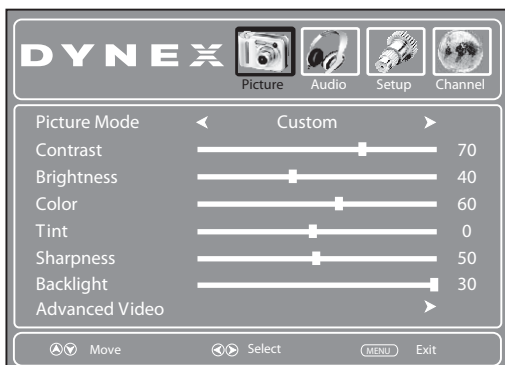 DYNEX
Picture Audio Setup Channel
Picture Mode Custom
Contrast 70
Brightness 40
Color 60
Tint 0
Sharpness 50
Backlight 30
Advanced Video
Move Select MENU Exit